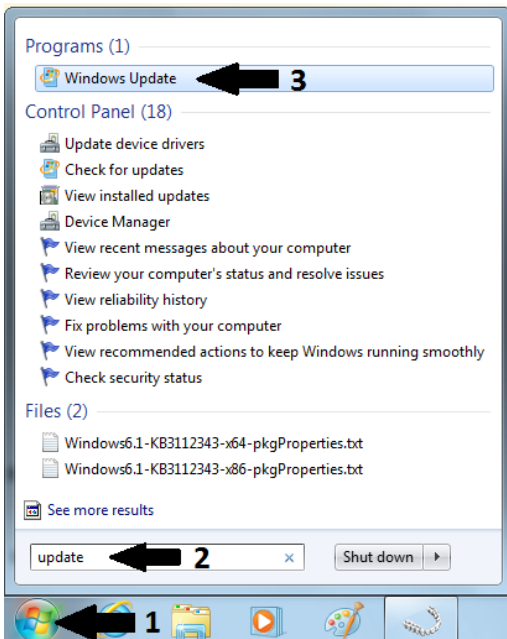 Programs (1)
Windows Update 3
Control Panel (18)
Update device drivers
Check for updates
View installed updates
Device Manager
View recent messages about your computer
Review your computer's status and resolve issues
View reliability history
Fix problems with your computer
View recommended actions to keep Windows running smoothly
Check security status
Files (2)
Windows6.1-KB3112343-x64-pkgProperties.txt
Windows6.1-KB3112343-x86-pkgProperties.txt
See more results
update 2 × Shut down
1